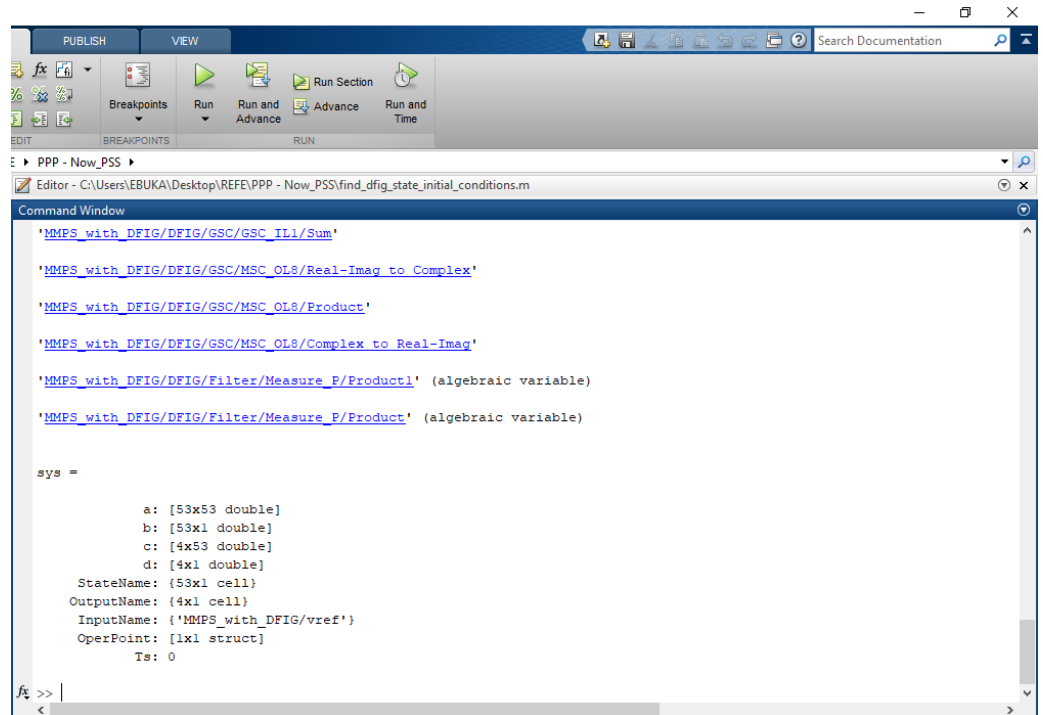 PUBLISH VIEW Search Documentation
fx
Breakpoints Run Run and Advance Run Section Advance Run and Time
EDIT BREAKPOINTS RUN
E ▸ PPP - Now_PSS ▸
Editor - C:\Users\EBUKA\Desktop\REFE\PPP - Now_PSS\find_dfig_state_initial_conditions.m
Command Window
'MMPS_with_DFIG/DFIG/GSC/GSC_IL1/Sum'
'MMPS_with_DFIG/DFIG/GSC/MSC_OL8/Real-Imag to Complex'
'MMPS_with_DFIG/DFIG/GSC/MSC_OL8/Product'
'MMPS_with_DFIG/DFIG/GSC/MSC_OL8/Complex to Real-Imag'
'MMPS_with_DFIG/DFIG/Filter/Measure_P/Product1' (algebraic variable)
'MMPS_with_DFIG/DFIG/Filter/Measure_P/Product' (algebraic variable)
sys =
a: [53x53 double]
b: [53x1 double]
c: [4x53 double]
d: [4x1 double]
StateName: {53x1 cell}
OutputName: {4x1 cell}
InputName: {'MMPS_with_DFIG/vref'}
OperPoint: [1x1 struct]
Ts: 0
fx >>